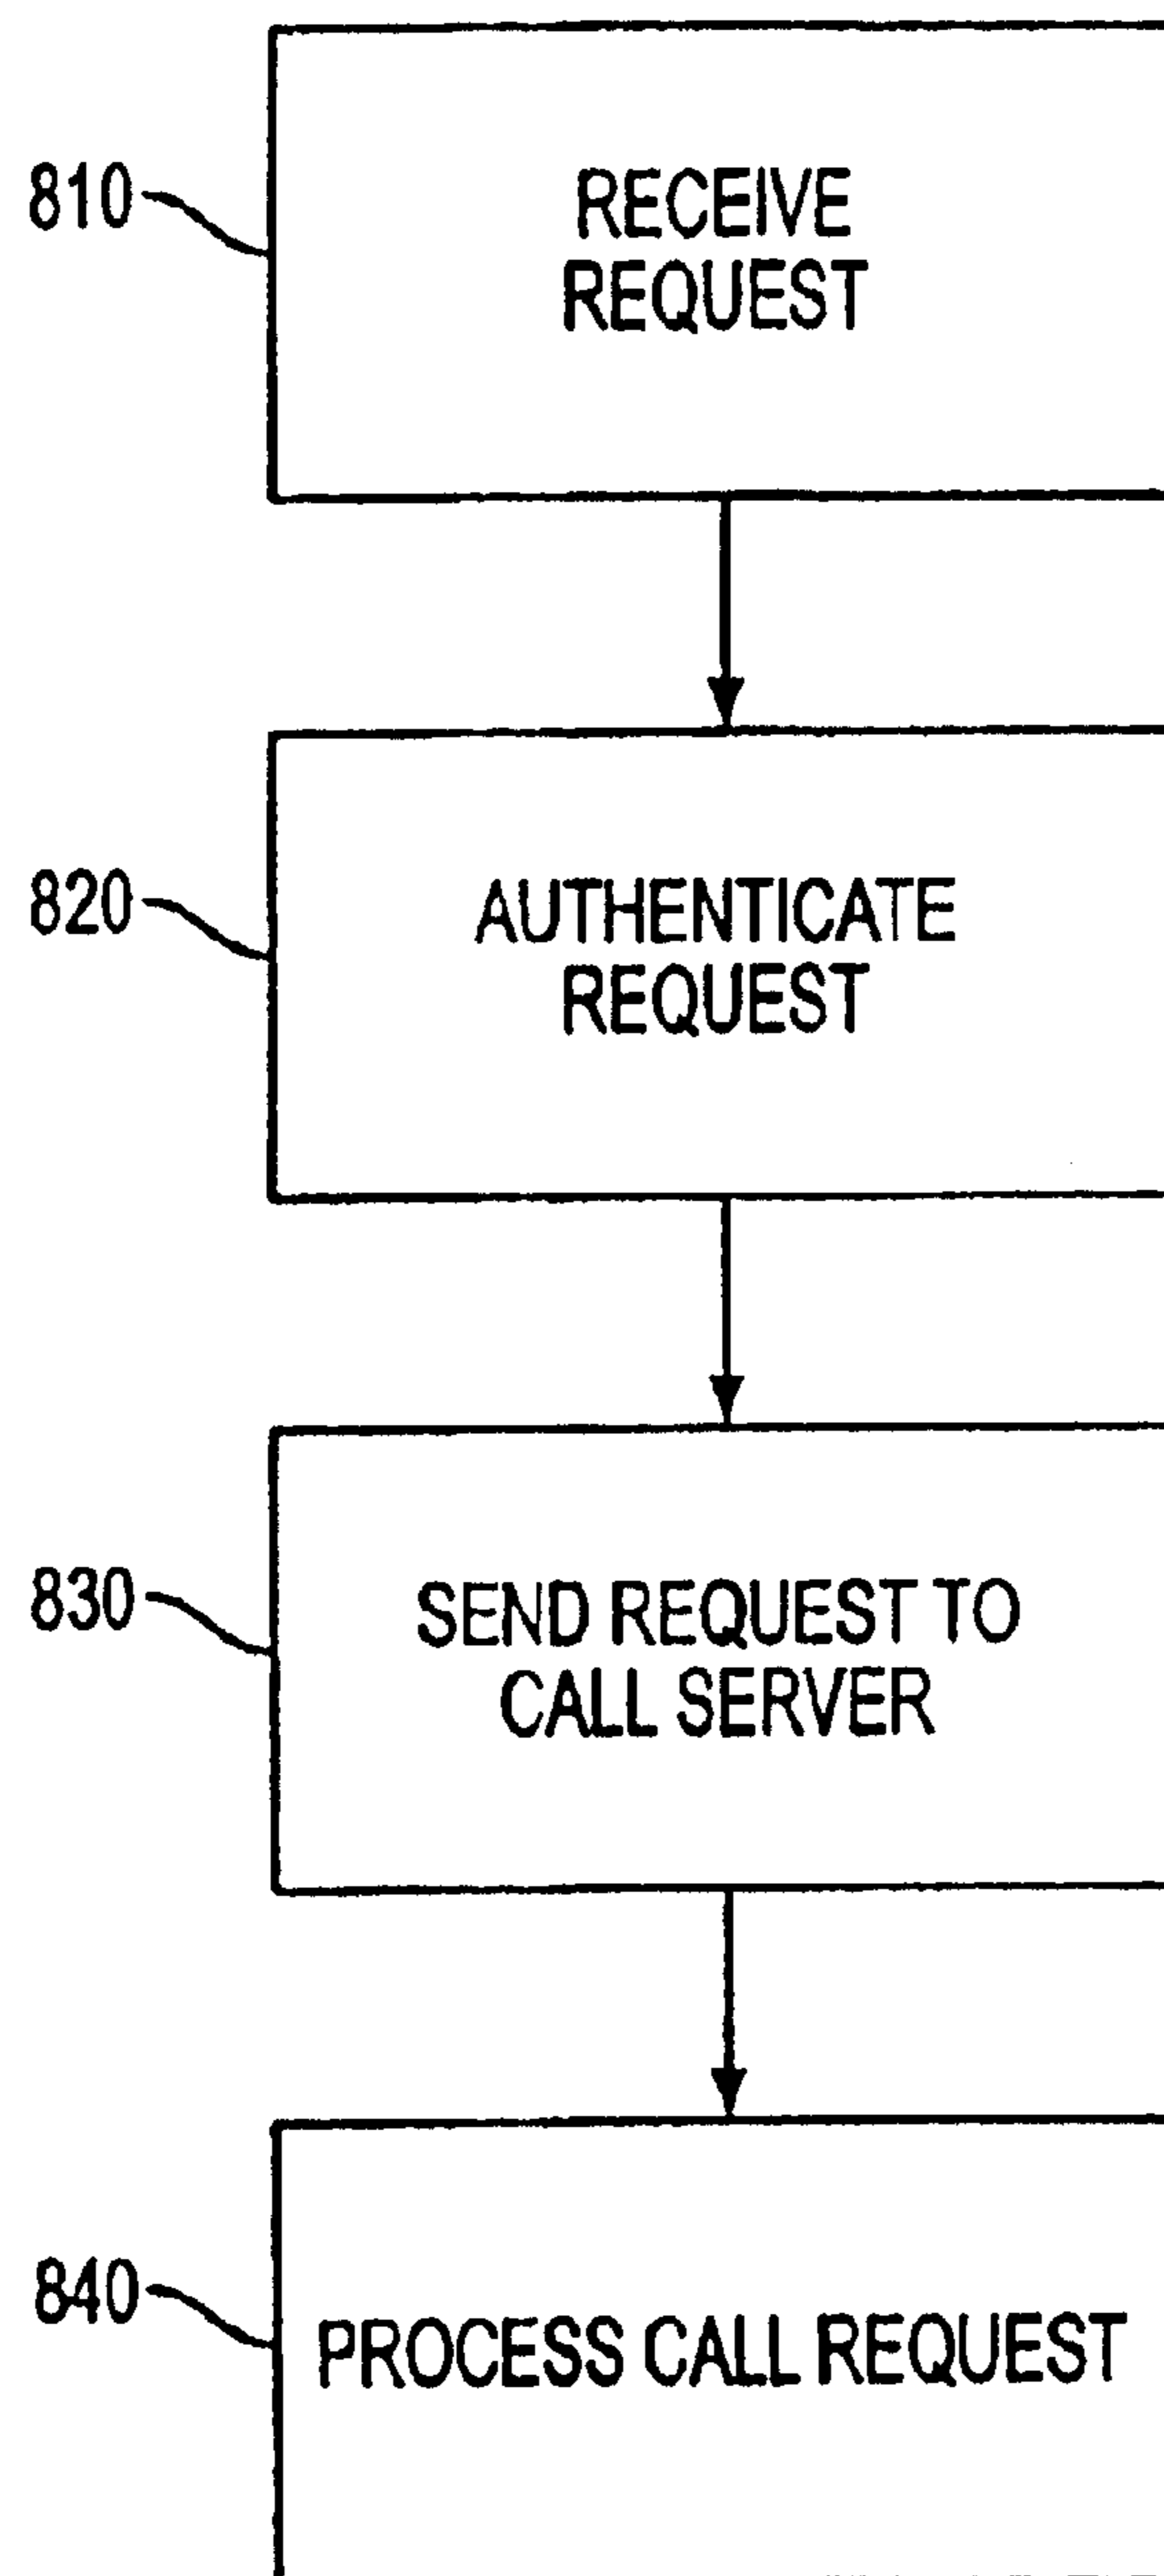 810
RECEIVE
REQUEST
820
AUTHENTICATE
REQUEST
830
SEND REQUEST TO
CALL SERVER
840
PROCESS CALL REQUEST